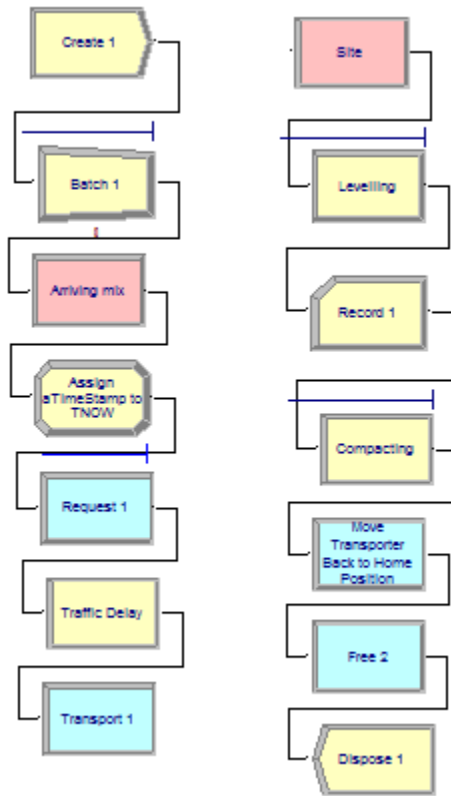 Create 1
Batch 1
Arriving mix
Assign
aTimeStamp to
TNOW
Request 1
Traffic Delay
Transport 1
Site
Levelling
Record 1
Compacting
Move
Transporter
Back to Home
Position
Free 2
Dispose 1